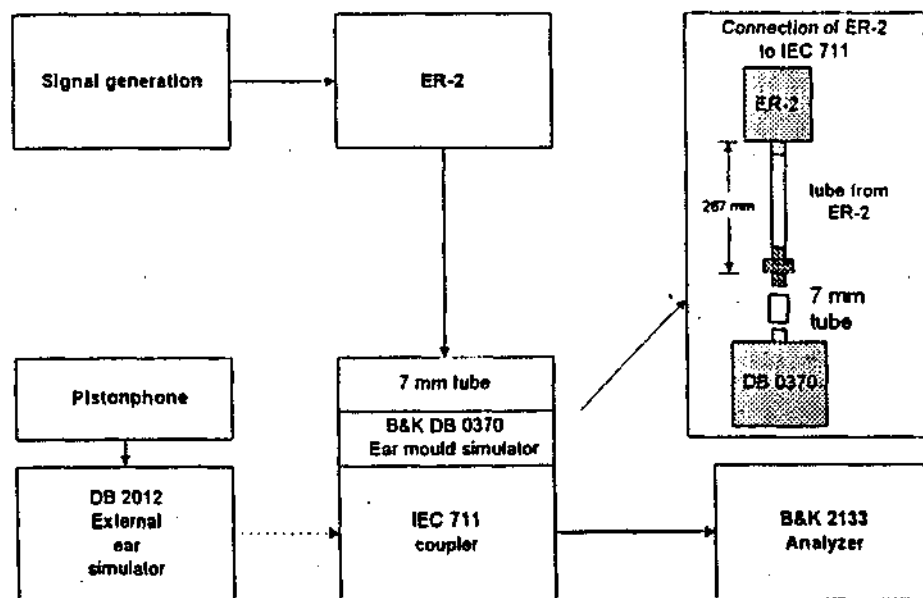 Signal generation
ER-2
Connection of ER-2
to IEC 711
ER-2
267 mm
tube from
ER-2
7 mm
tube
DB 0370
Pistonphone
7 mm tube
B&K DB 0370
Ear mould simulator
DB 2012
External
ear
simulator
IEC 711
coupler
B&K 2133
Analyzer